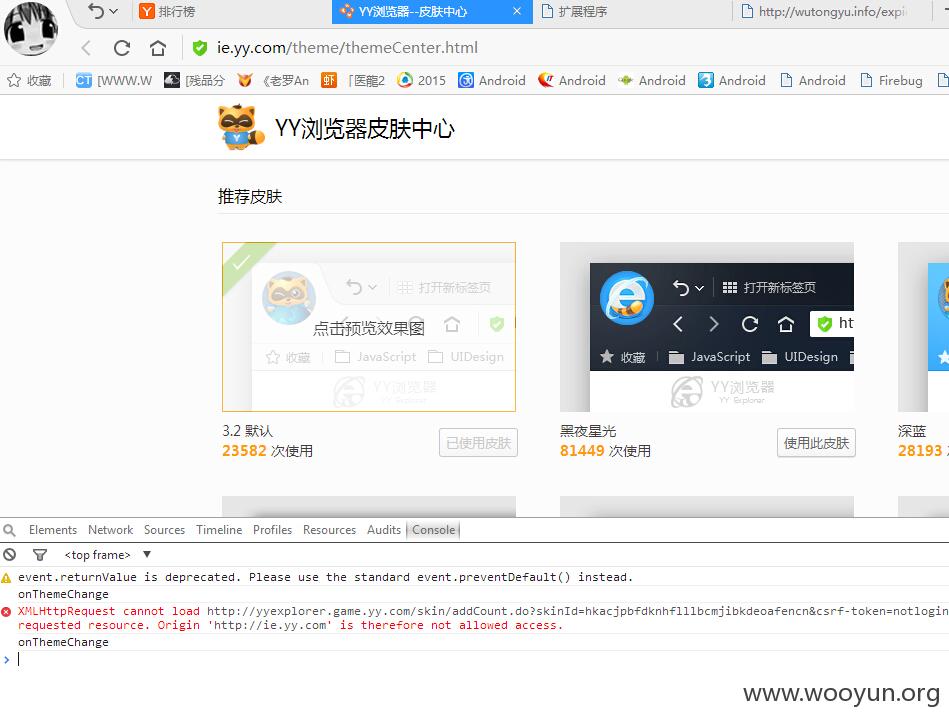 排行榜
YY浏览器--皮肤中心
扩展程序
http://wutongyu.info/expl
ie.yy.com/theme/themeCenter.html
收藏
[WWW.W
[残品分
《老罗An
[医龍2
2015
Android
Android
Android
Android
Android
Firebug
YY浏览器皮肤中心
推荐皮肤
打开新标签页
点击预览效果图
收藏 JavaScript UIDesign
YY浏览器
YY Explorer
打开新标签页
ht
收藏 JavaScript UIDesign
YY浏览器
YY Explorer
3.2 默认
23582 次使用
已使用皮肤
黑夜星光
81449 次使用
使用此皮肤
深蓝
28193
Elements Network Sources Timeline Profiles Resources Audits Console
<top frame> ▼
event.returnValue is deprecated. Please use the standard event.preventDefault() instead.
onThemeChange
XMLHttpRequest cannot load http://yyexplorer.game.yy.com/skin/addCount.do?skinId=hkacjpbfdknhflllbcmjibkdeoafencn&csrf-token=notlogin
requested resource. Origin 'http://ie.yy.com' is therefore not allowed access.
onThemeChange
>
www.wooyun.org